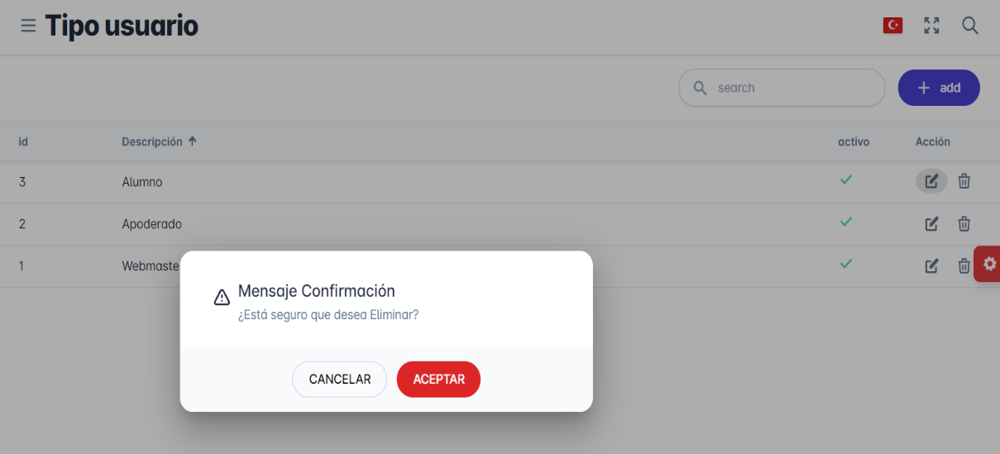 Tipo usuario
search
add
id Descripción activo Acción
3 Alumno
2 Apoderado
1 Webmaste
Mensaje Confirmación
¿Está seguro que desea Eliminar?
CANCELAR ACEPTAR